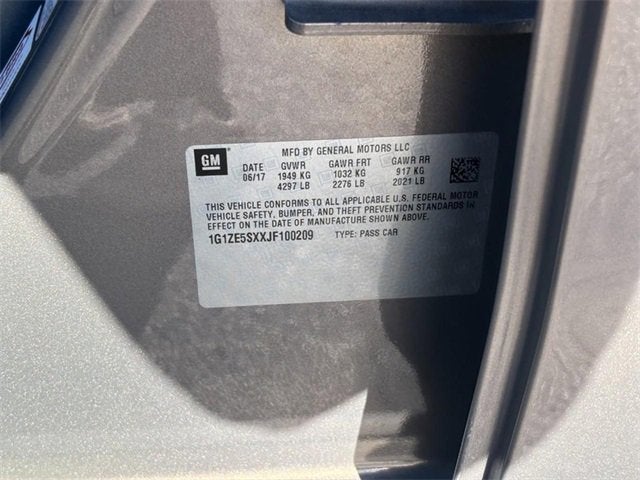 GM
MFD BY GENERAL MOTORS LLC
DATE GVWR GAWR FRT GAWR RR
06/17 1949 KG 1032 KG 917 KG
4297 LB 2276 LB 2021 LB
THIS VEHICLE CONFORMS TO ALL APPLICABLE U.S. FEDERAL MOTOR
VEHICLE SAFETY, BUMPER, AND THEFT PREVENTION STANDARDS IN
EFFECT ON THE DATE OF MANUFACTURE SHOWN ABOVE.
1G1ZE5SXXJF100209 TYPE: PASS CAR